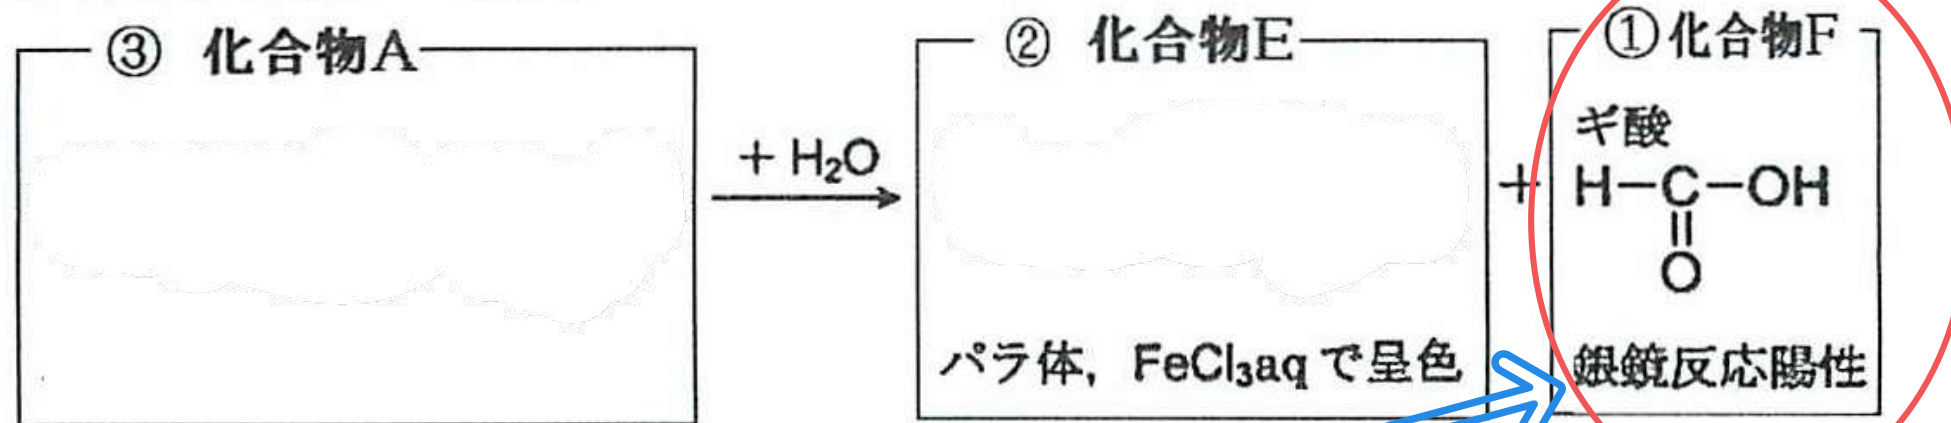 ③ 化合物A
+ H₂O
② 化合物E
パラ体, FeCl₃aq で呈色
+
① 化合物F
ギ酸
H－C－OH
||
O
銀鏡反応陽性